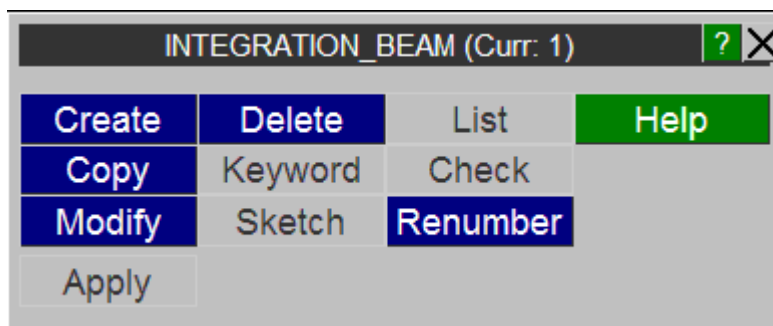 INTEGRATION_BEAM (Curr: 1) ? X
Create Delete List Help
Copy Keyword Check
Modify Sketch Renumber
Apply